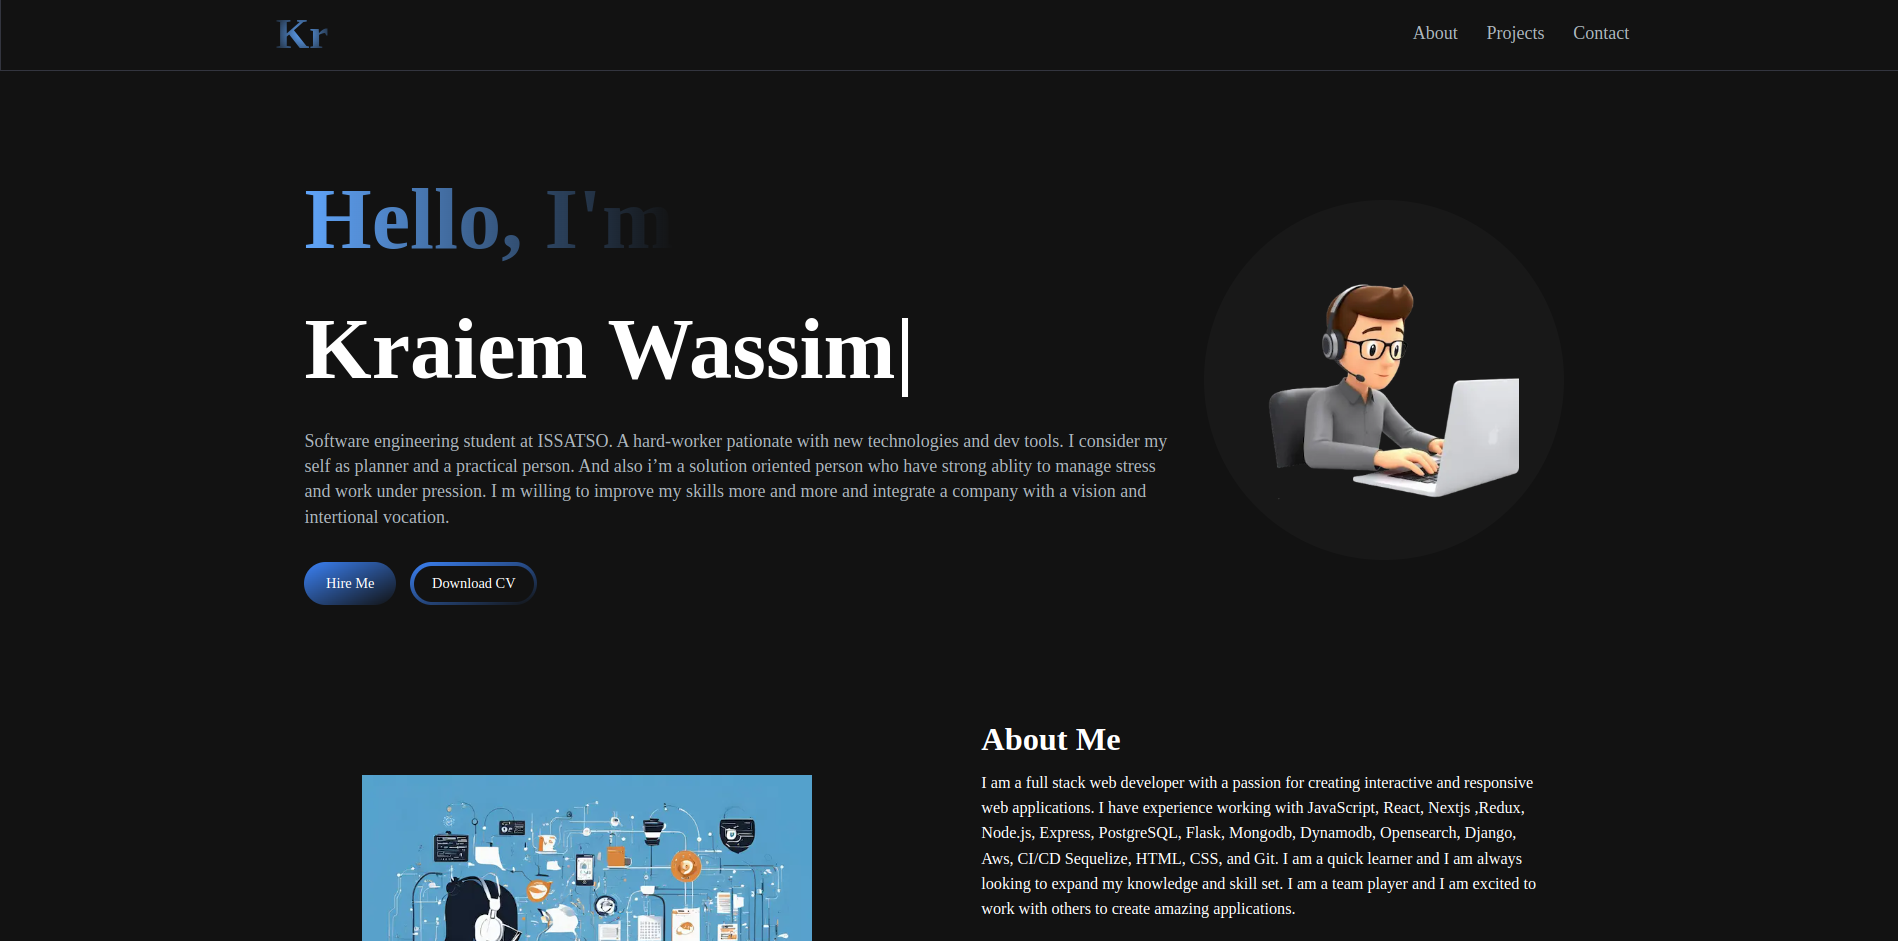 Kr
About Projects Contact
Hello, I'm
Kraiem Wassim|
Software engineering student at ISSATSO. A hard-worker pationate with new technologies and dev tools. I consider my
self as planner and a practical person. And also i’m a solution oriented person who have strong ablity to manage stress
and work under pression. I m willing to improve my skills more and more and integrate a company with a vision and
intertional vocation.
Hire Me Download CV
About Me
I am a full stack web developer with a passion for creating interactive and responsive
web applications. I have experience working with JavaScript, React, Nextjs ,Redux,
Node.js, Express, PostgreSQL, Flask, Mongodb, Dynamodb, Opensearch, Django,
Aws, CI/CD Sequelize, HTML, CSS, and Git. I am a quick learner and I am always
looking to expand my knowledge and skill set. I am a team player and I am excited to
work with others to create amazing applications.